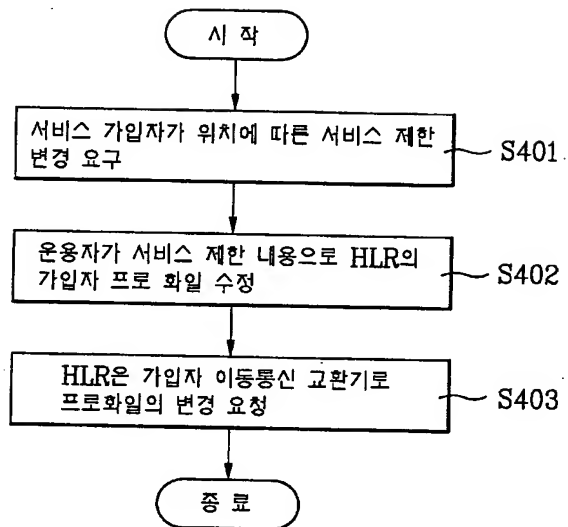 시 작
서비스 가입자가 위치에 따른 서비스 제한
변경 요구
S401
운용자가 서비스 제한 내용으로 HLR의
가입자 프로 화일 수정
S402
HLR은 가입자 이동통신 교환기로
프로화일의 변경 요청
S403
종 료